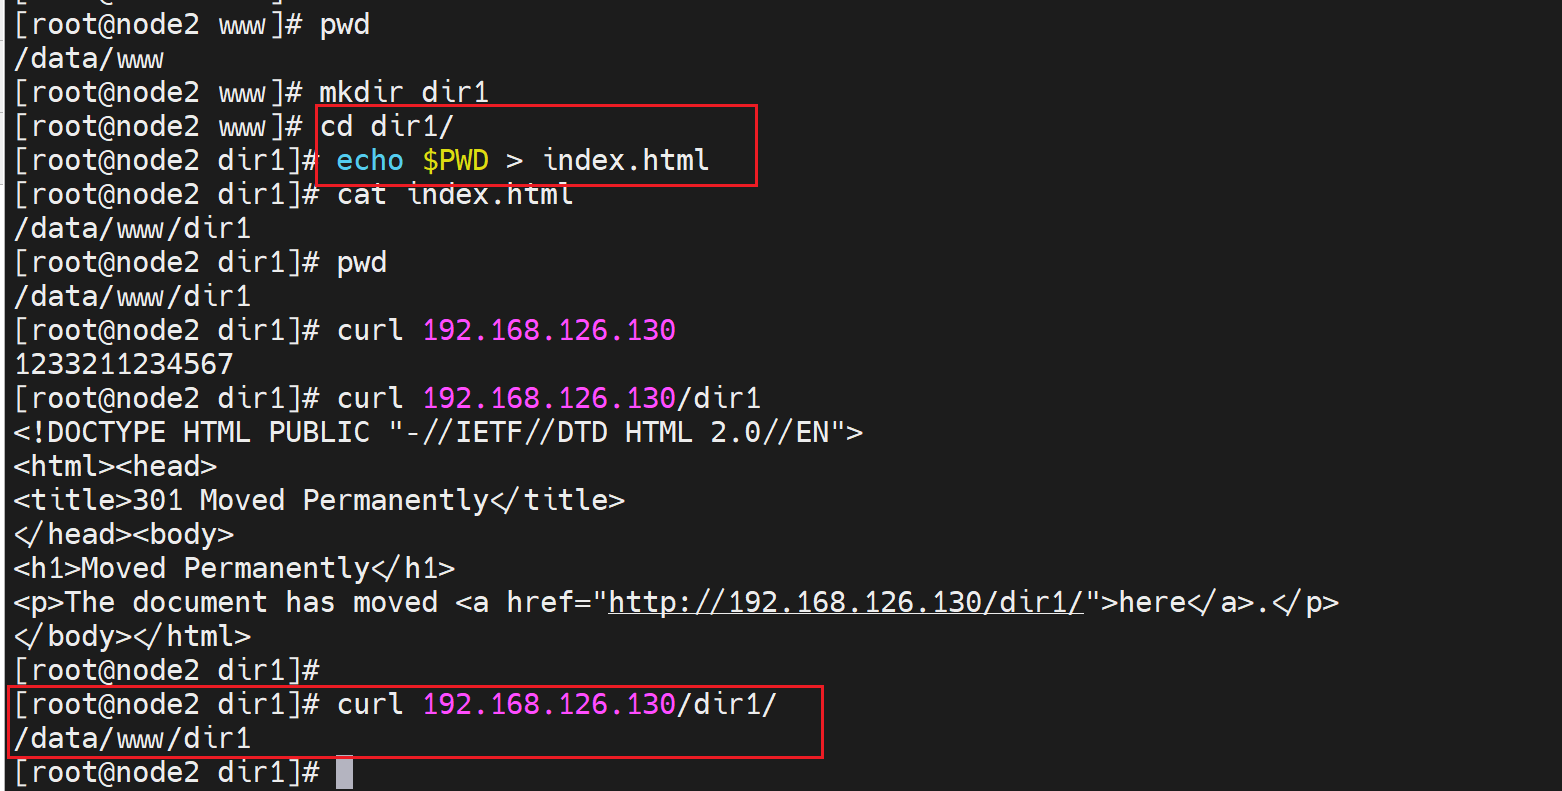 [root@node2 www]# pwd
/data/www
[root@node2 www]# mkdir dir1
[root@node2 www]# cd dir1/
[root@node2 dir1]# echo $PWD > index.html
[root@node2 dir1]# cat index.html
/data/www/dir1
[root@node2 dir1]# pwd
/data/www/dir1
[root@node2 dir1]# curl 192.168.126.130
1233211234567
[root@node2 dir1]# curl 192.168.126.130/dir1
<!DOCTYPE HTML PUBLIC "-//IETF//DTD HTML 2.0//EN">
<html><head>
<title>301 Moved Permanently</title>
</head><body>
<h1>Moved Permanently</h1>
<p>The document has moved <a href="http://192.168.126.130/dir1/">here</a>.</p>
</body></html>
[root@node2 dir1]#
[root@node2 dir1]# curl 192.168.126.130/dir1/
/data/www/dir1
[root@node2 dir1]#